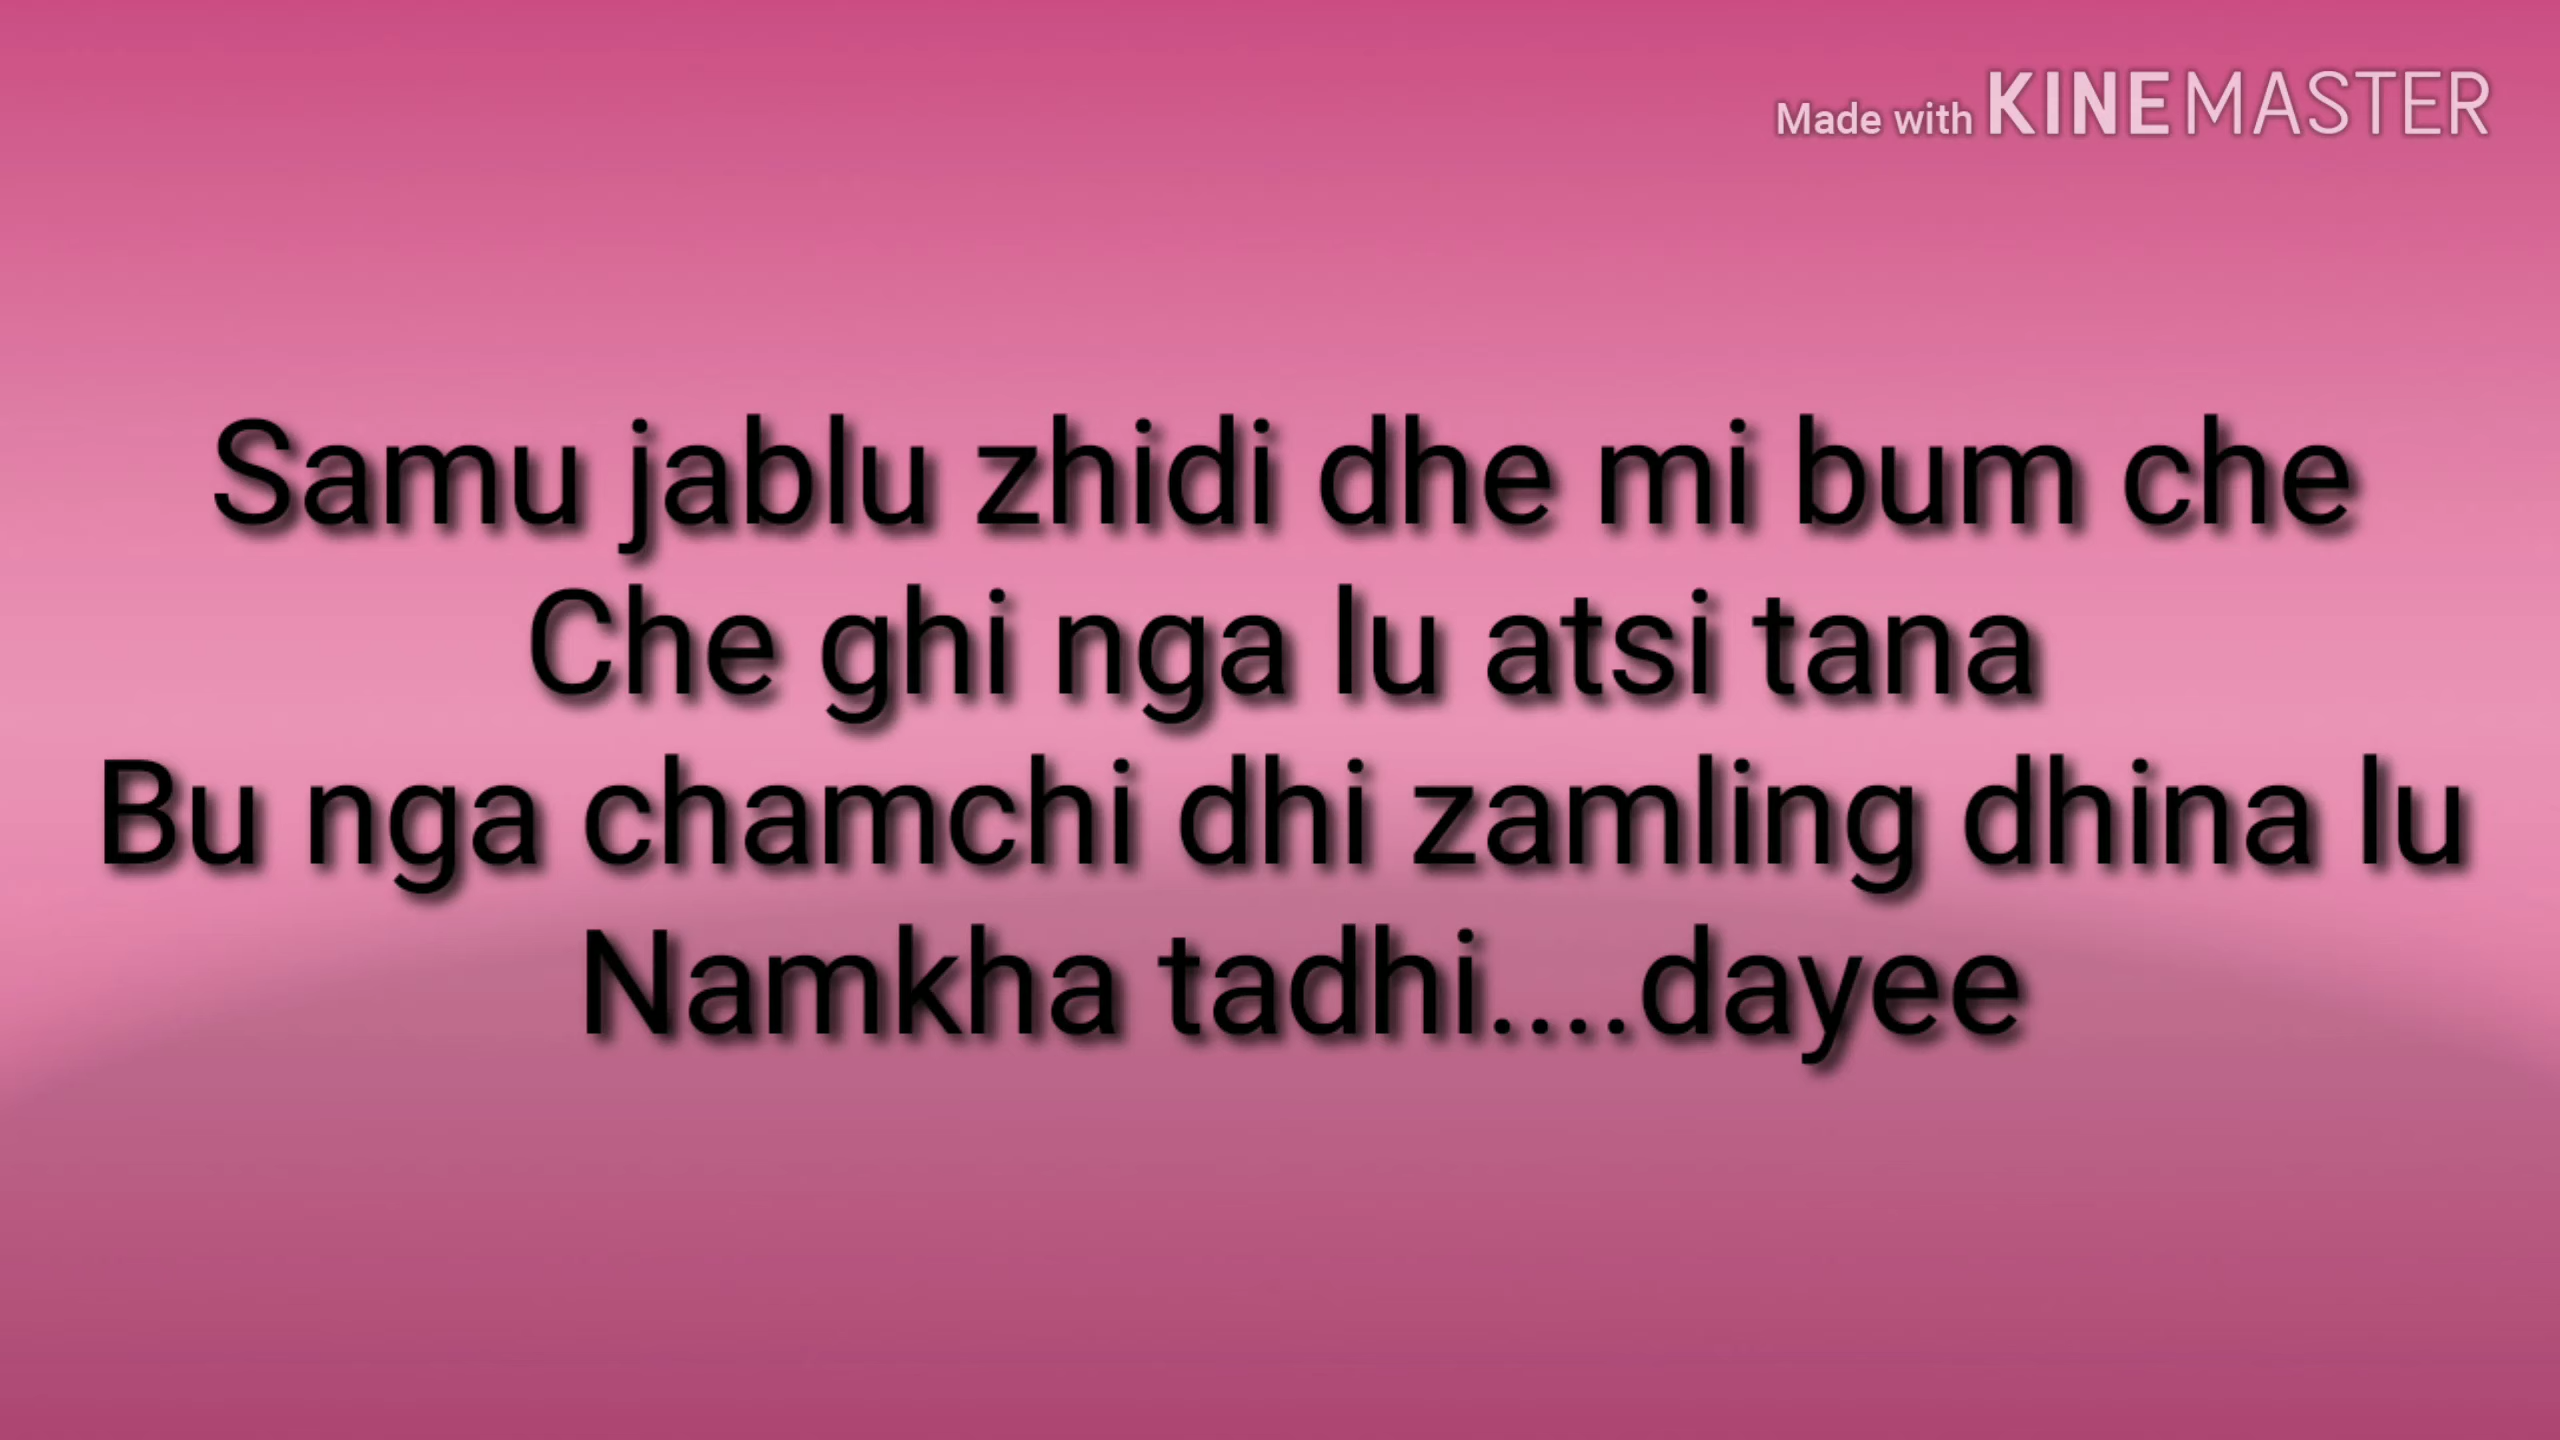 Made with KINEMASTER
Samu jablu zhidi dhe mi bum che
Che ghi nga lu atsi tana
Bu nga chamchi dhi zamling dhina lu
Namkha tadhi....dayee